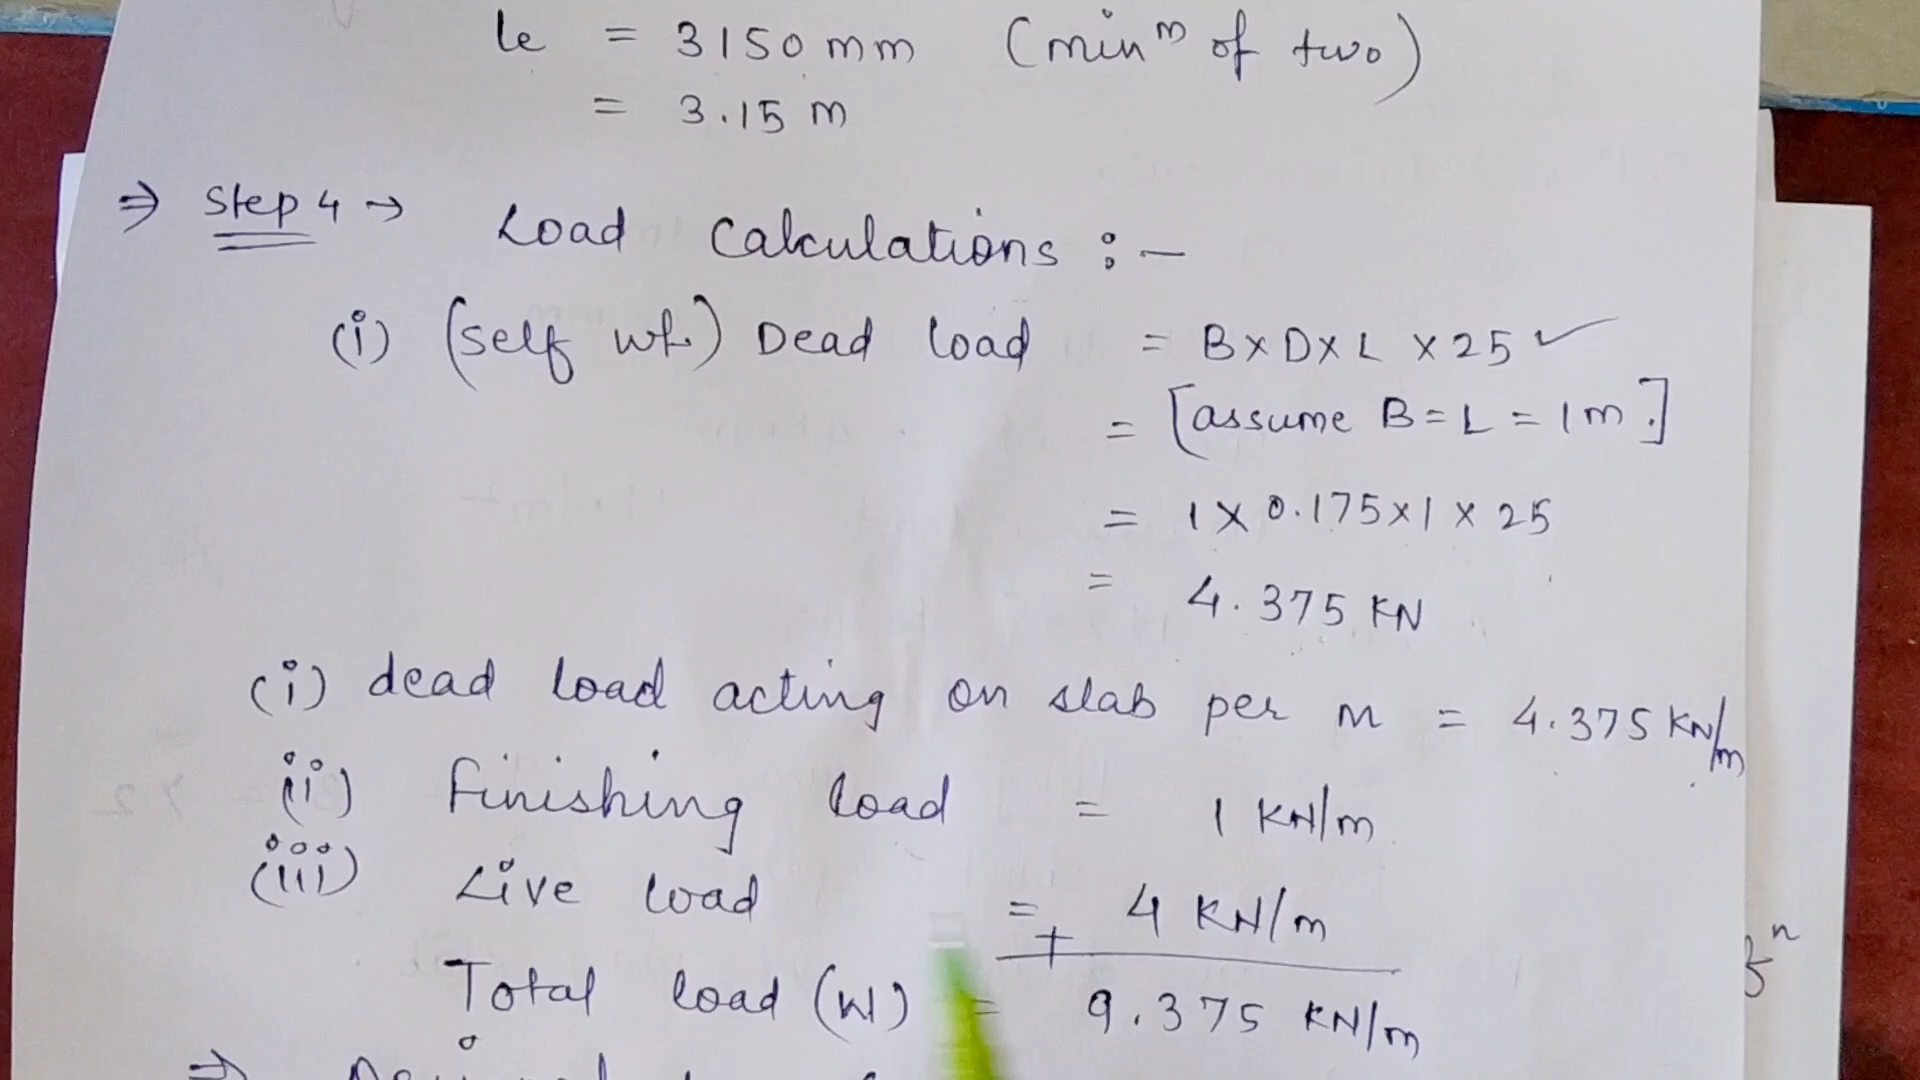 le = 3150 mm (minᵐ of two)
= 3.15 m
⇒ Step 4 → Load Calculations :-
(i) (self wt.) Dead load = B x D x L x 25 ✓
= [assume B = L = 1 m.]
= 1 x 0.175 x 1 x 25
= 4.375 KN
(i) dead load acting on slab per m = 4.375 KN/m
(ii) Finishing load = 1 KN/m
(iii) Live load = 4 KN/m
+
Total load (W) = 9.375 KN/m